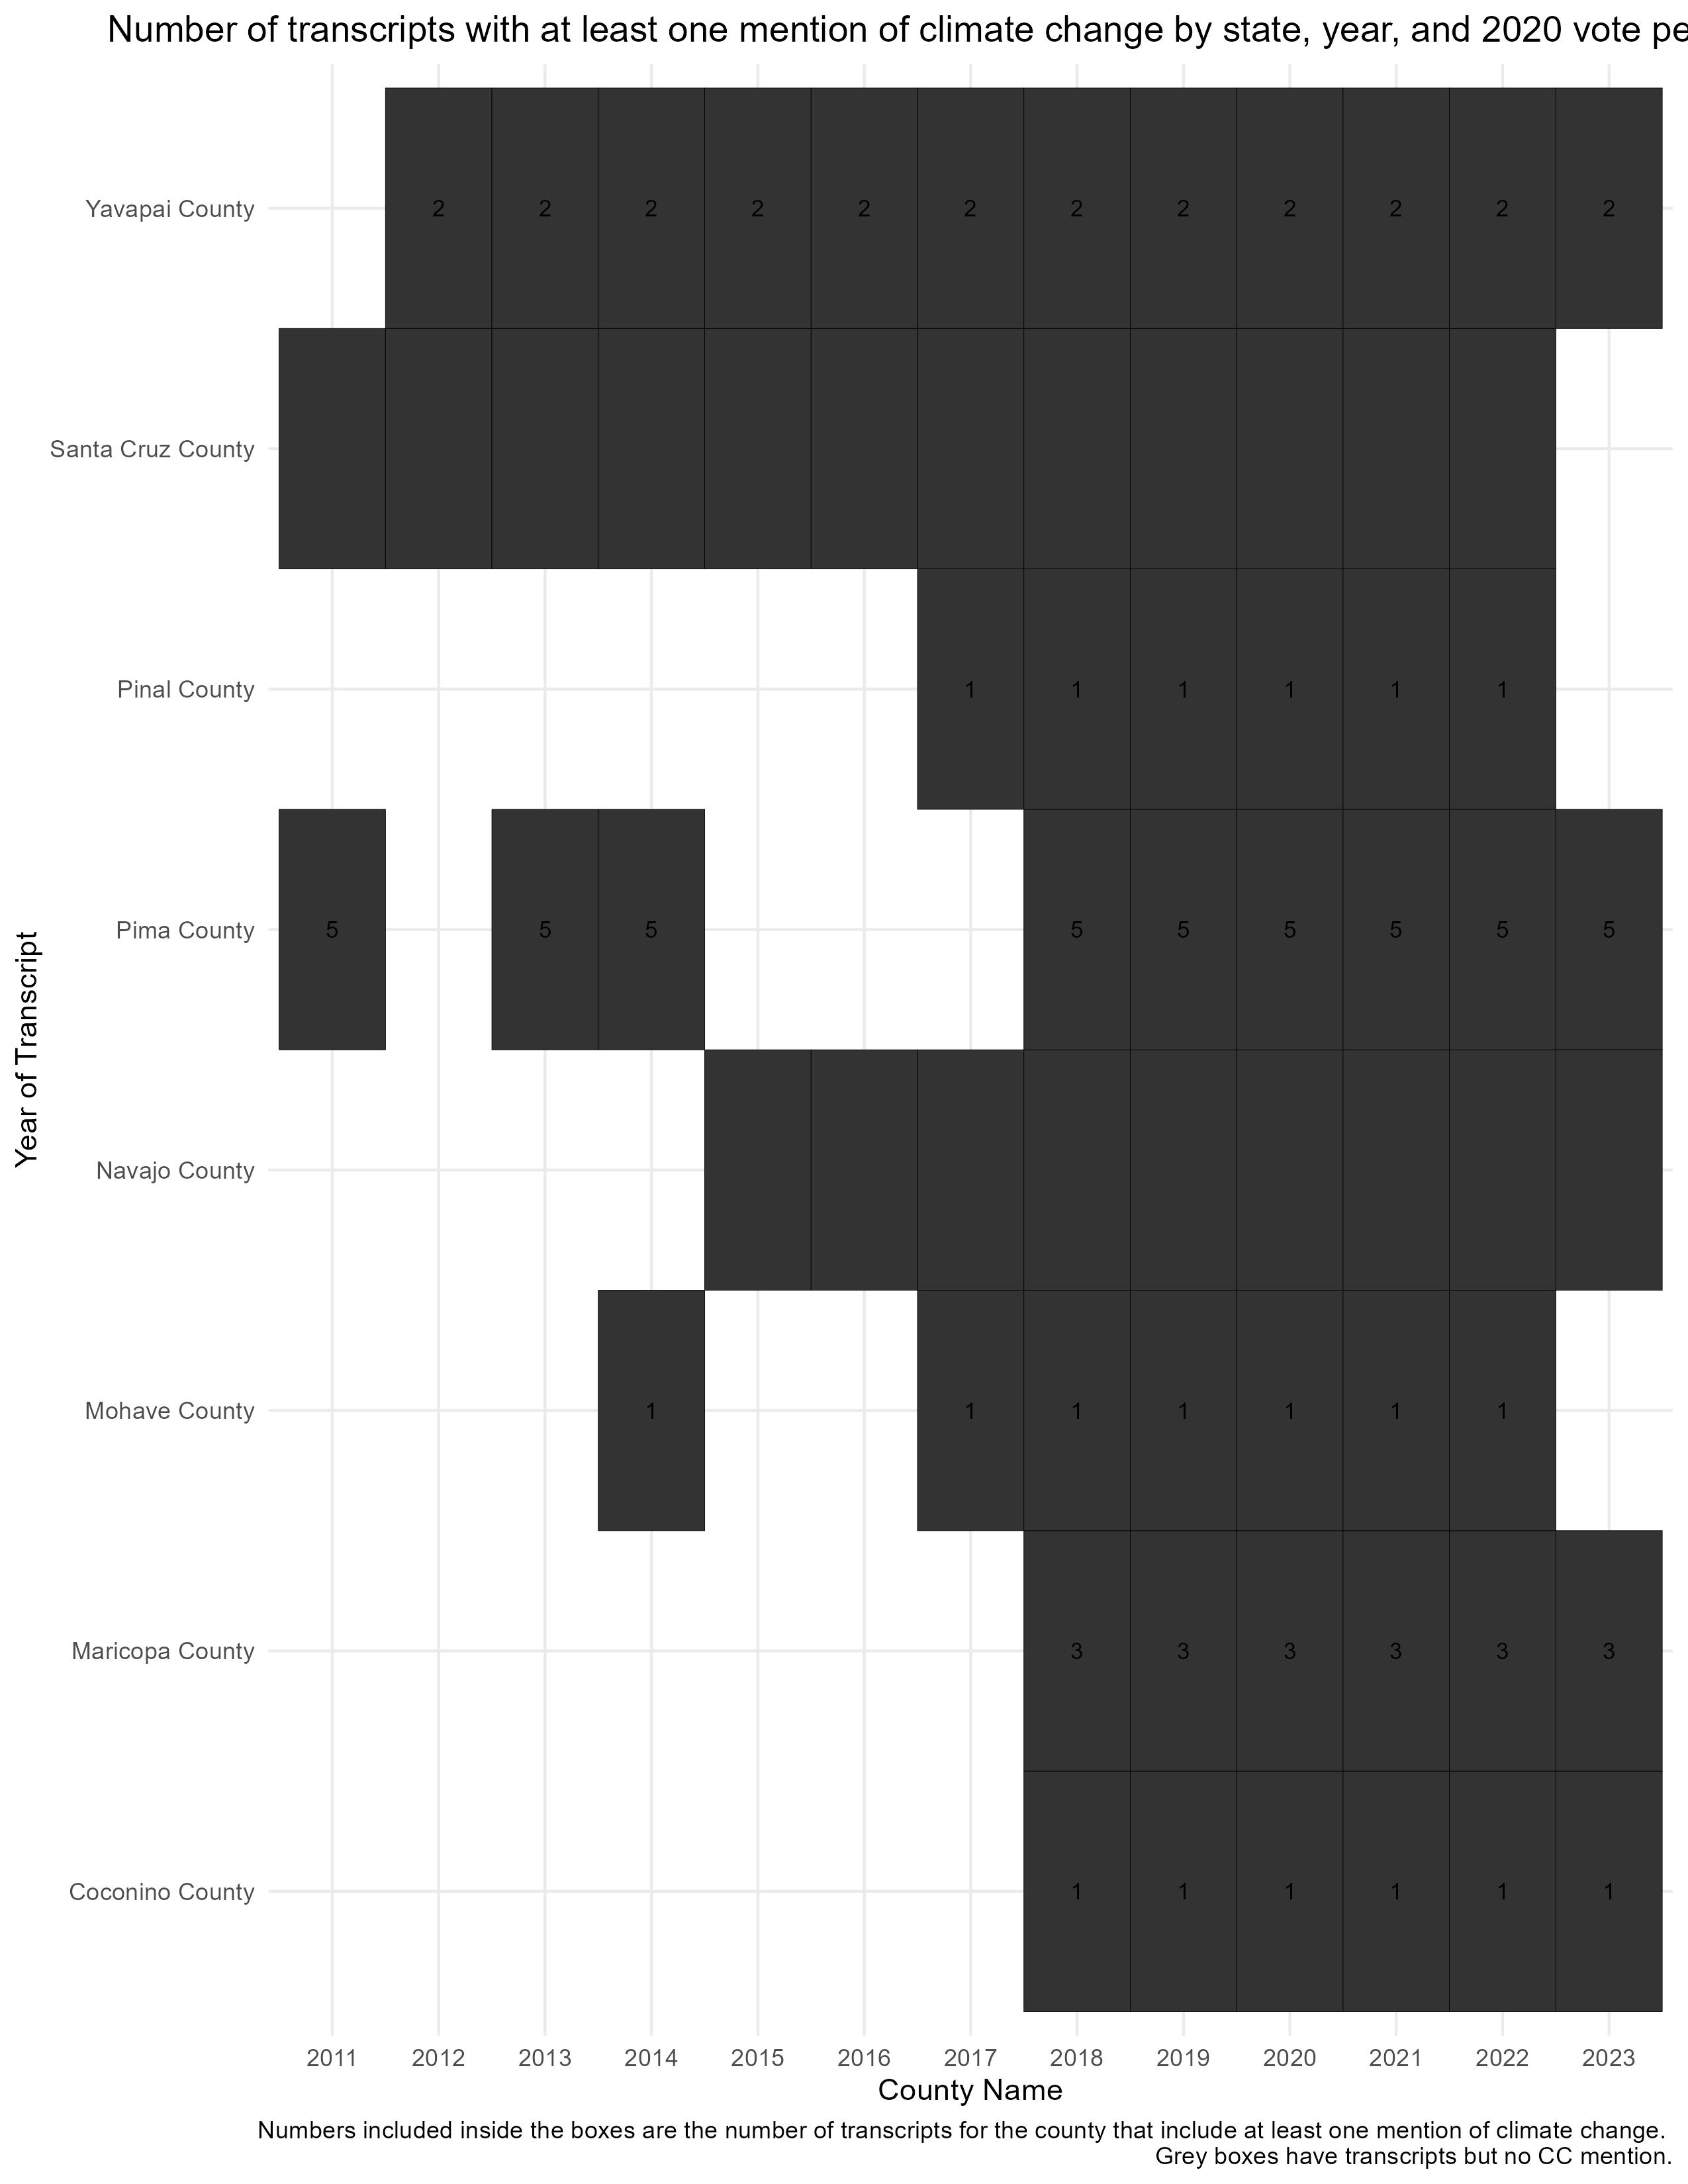 Number of transcripts with at least one mention of climate change by state, year, and 2020 vote pe
Yavapai County
2 2 2 2 2 2 2 2 2 2 2 2
Santa Cruz County
Pinal County
1 1 1 1 1 1
Pima County
5 5 5 5 5 5 5 5 5
Navajo County
Mohave County
1 1 1 1 1 1 1
Maricopa County
3 3 3 3 3 3
Coconino County
1 1 1 1 1 1
Year of Transcript
2011 2012 2013 2014 2015 2016 2017 2018 2019 2020 2021 2022 2023
County Name
Numbers included inside the boxes are the number of transcripts for the county that include at least one mention of climate change.
Grey boxes have transcripts but no CC mention.